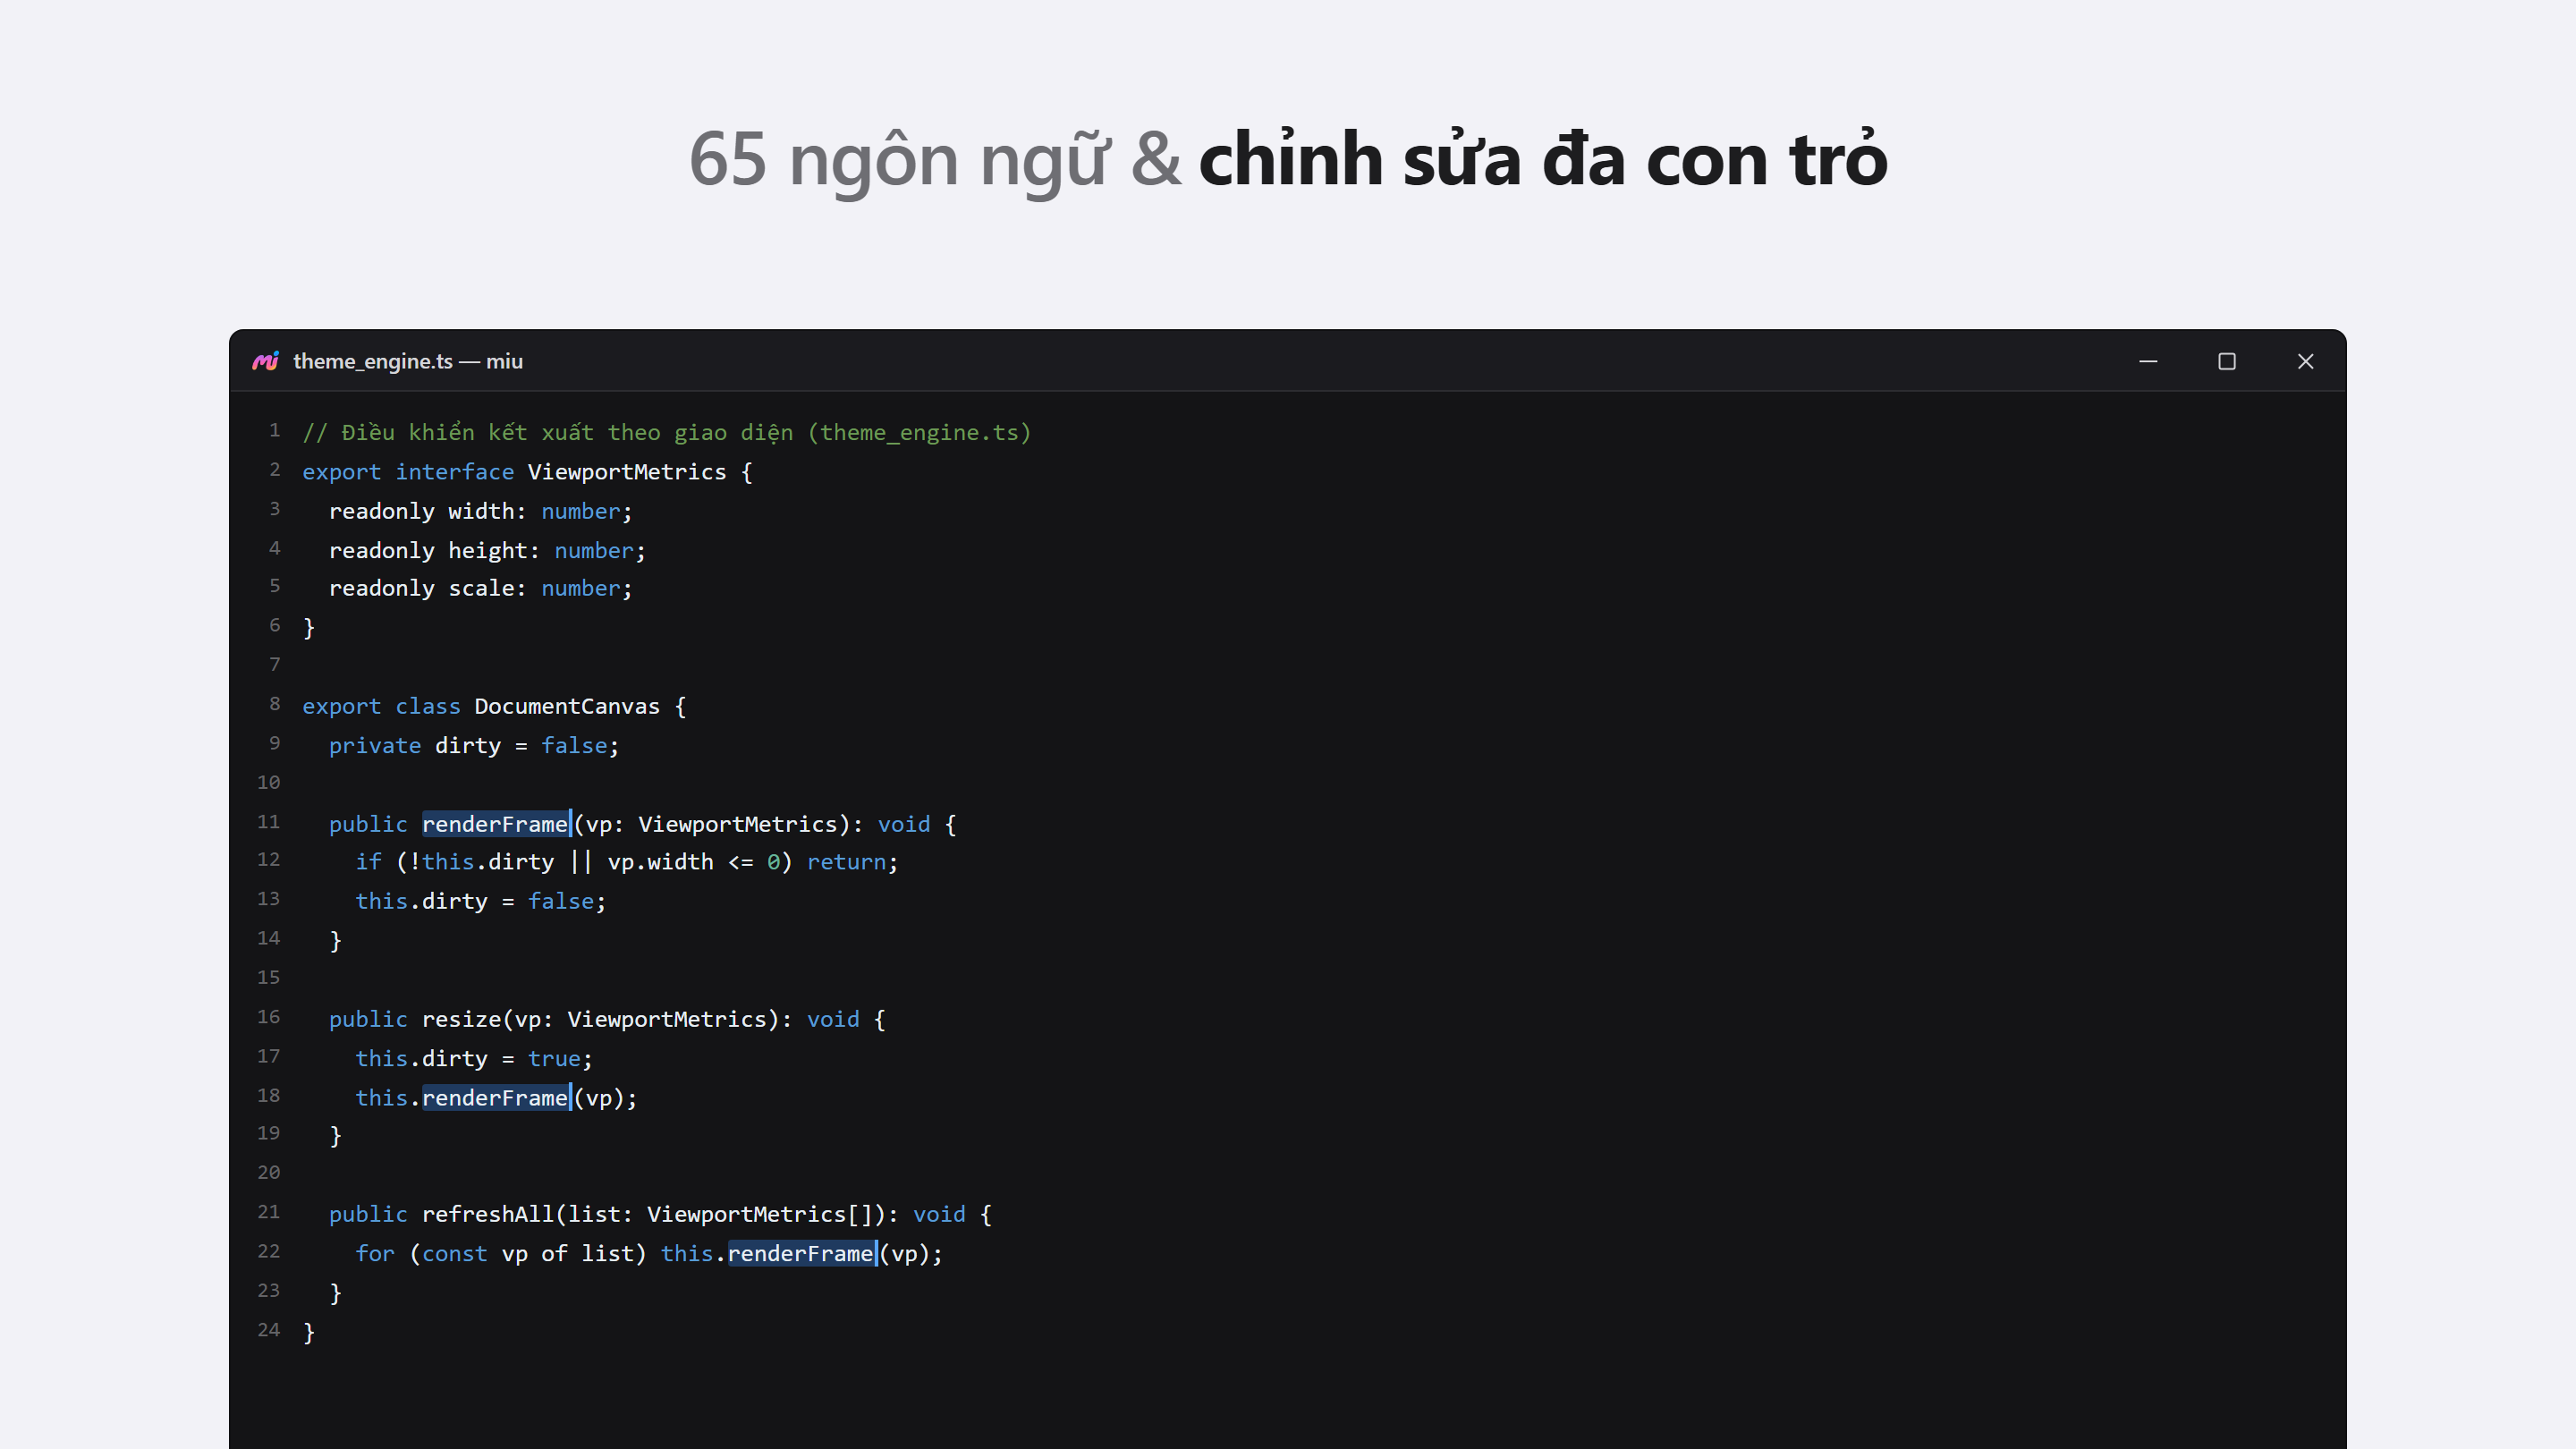 65 ngôn ngữ & chỉnh sửa đa con trỏ
mi theme_engine.ts — miu
1 // Điều khiển kết xuất theo giao diện (theme_engine.ts)
2 export interface ViewportMetrics {
3   readonly width: number;
4   readonly height: number;
5   readonly scale: number;
6 }
7
8 export class DocumentCanvas {
9   private dirty = false;
10
11   public renderFrame(vp: ViewportMetrics): void {
12     if (!this.dirty || vp.width <= 0) return;
13     this.dirty = false;
14   }
15
16   public resize(vp: ViewportMetrics): void {
17     this.dirty = true;
18     this.renderFrame(vp);
19   }
20
21   public refreshAll(list: ViewportMetrics[]): void {
22     for (const vp of list) this.renderFrame(vp);
23   }
24 }